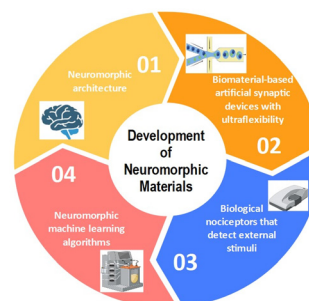 01
Neuromorphic
architecture
Biomaterial-based
artificial synaptic
devices with
ultraflexibility
02
Development
of
Neuromorphic
Materials
04
Neuromorphic
machine learning
algorithms
Biological
nociceptors that
detect external
stimuli
03